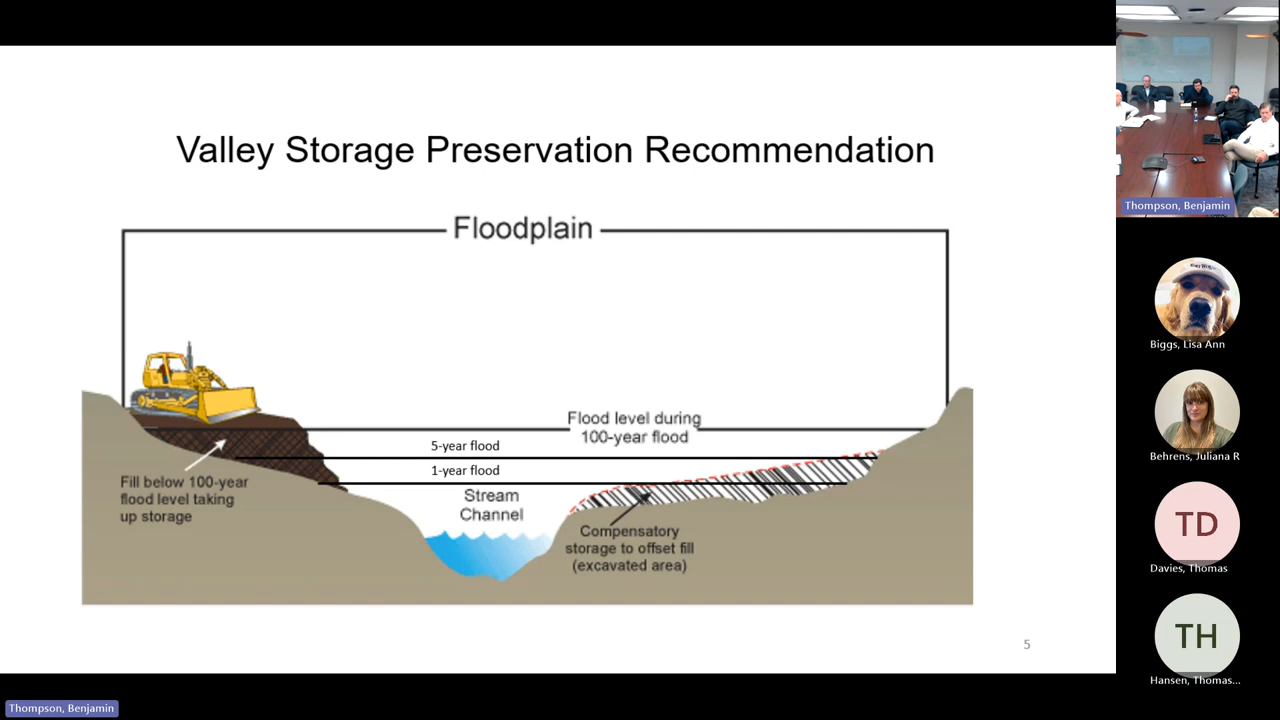 Valley Storage Preservation Recommendation
Floodplain
Flood level during
100-year flood
5-year flood
1-year flood
Fill below 100-year
flood level taking
up storage
Stream
Channel
Compensatory
storage to offset fill
(excavated area)
5
Thompson, Benjamin
Thompson, Benjamin
Biggs, Lisa Ann
Behrens, Juliana R
TD
Davies, Thomas
TH
Hansen, Thomas...